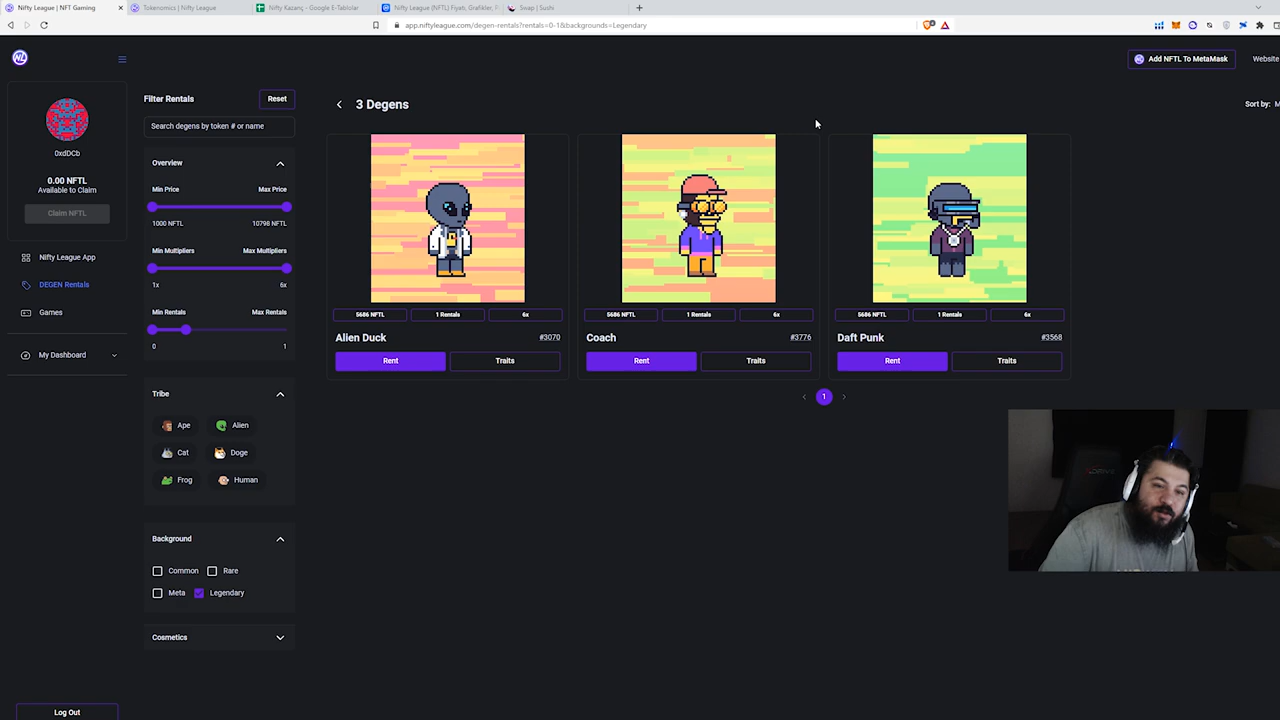 Nifty League | NFT Gaming
Tokenomics | Nifty League
Nifty Kazanç - Google E-Tablolar
Nifty League (NFTL) Fiyatı, Grafikler, P
Swap | Sushi
app.niftyleague.com/degen-rentals?rentals=0-1&backgrounds=Legendary
NL
Add NFTL To MetaMask
Website
0xdDCb
0.00 NFTL
Available to Claim
Claim NFTL
Nifty League App
DEGEN Rentals
Games
My Dashboard
Log Out
Filter Rentals
Reset
Search degens by token # or name
Overview
Min Price Max Price
1000 NFTL 10798 NFTL
Min Multipliers Max Multipliers
1x 6x
Min Rentals Max Rentals
0 1
Tribe
Ape Alien
Cat Doge
Frog Human
Background
Common Rare
Meta Legendary
Cosmetics
3 Degens
Sort by:
5686 NFTL 1 Rentals 6x
Alien Duck #3070
Rent Traits
5686 NFTL 1 Rentals 6x
Coach #3776
Rent Traits
5686 NFTL 1 Rentals 6x
Daft Punk #3568
Rent Traits
1